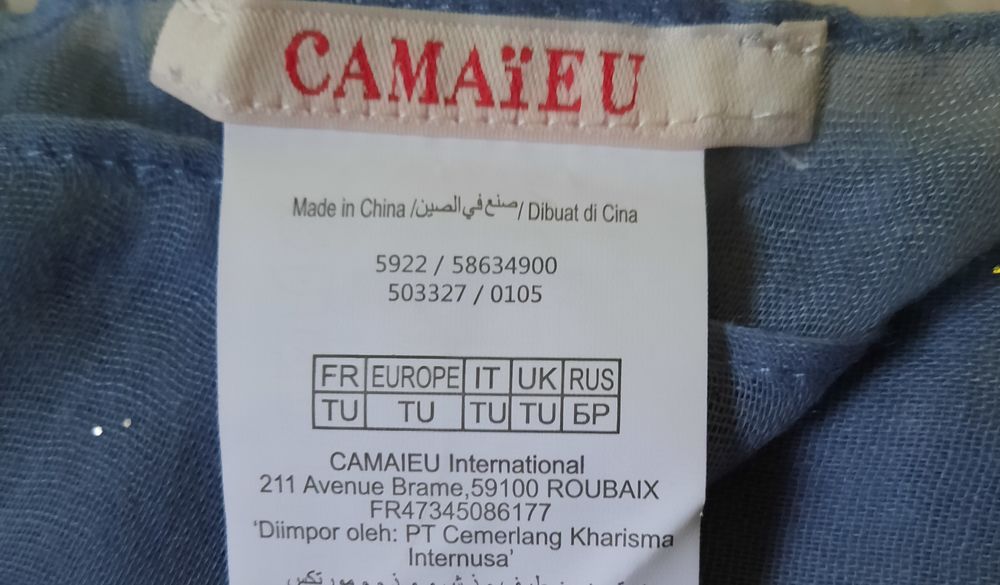 CAMAïEU
Made in China / صنع في الصين / Dibuat di Cina
5922 / 58634900
503327 / 0105
FR EUROPE IT UK RUS
TU TU TU TU БР
CAMAIEU International
211 Avenue Brame,59100 ROUBAIX
FR47345086177
‘Diimpor oleh: PT Cemerlang Kharisma
Internusa’